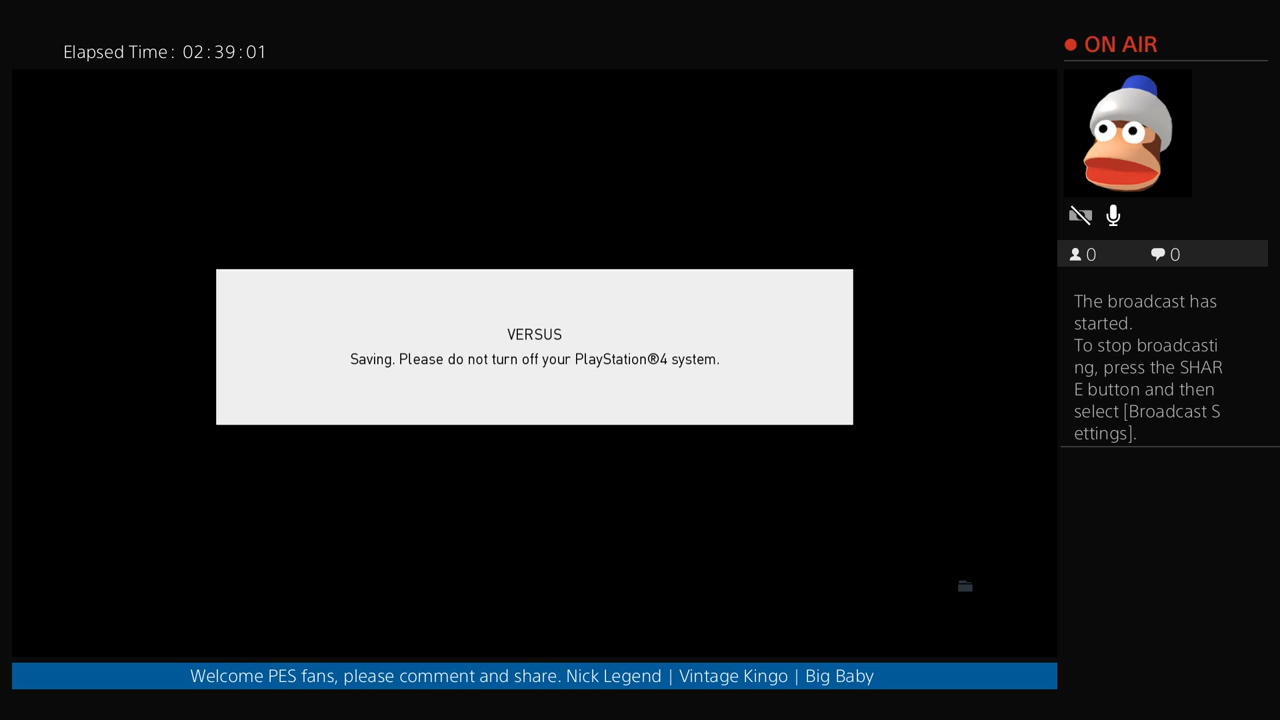 Elapsed Time: 02:39:01
ON AIR
0 0
The broadcast has
started.
To stop broadcasti
ng, press the SHAR
E button and then
select [Broadcast S
ettings].
VERSUS
Saving. Please do not turn off your PlayStation®4 system.
Welcome PES fans, please comment and share. Nick Legend | Vintage Kingo | Big Baby